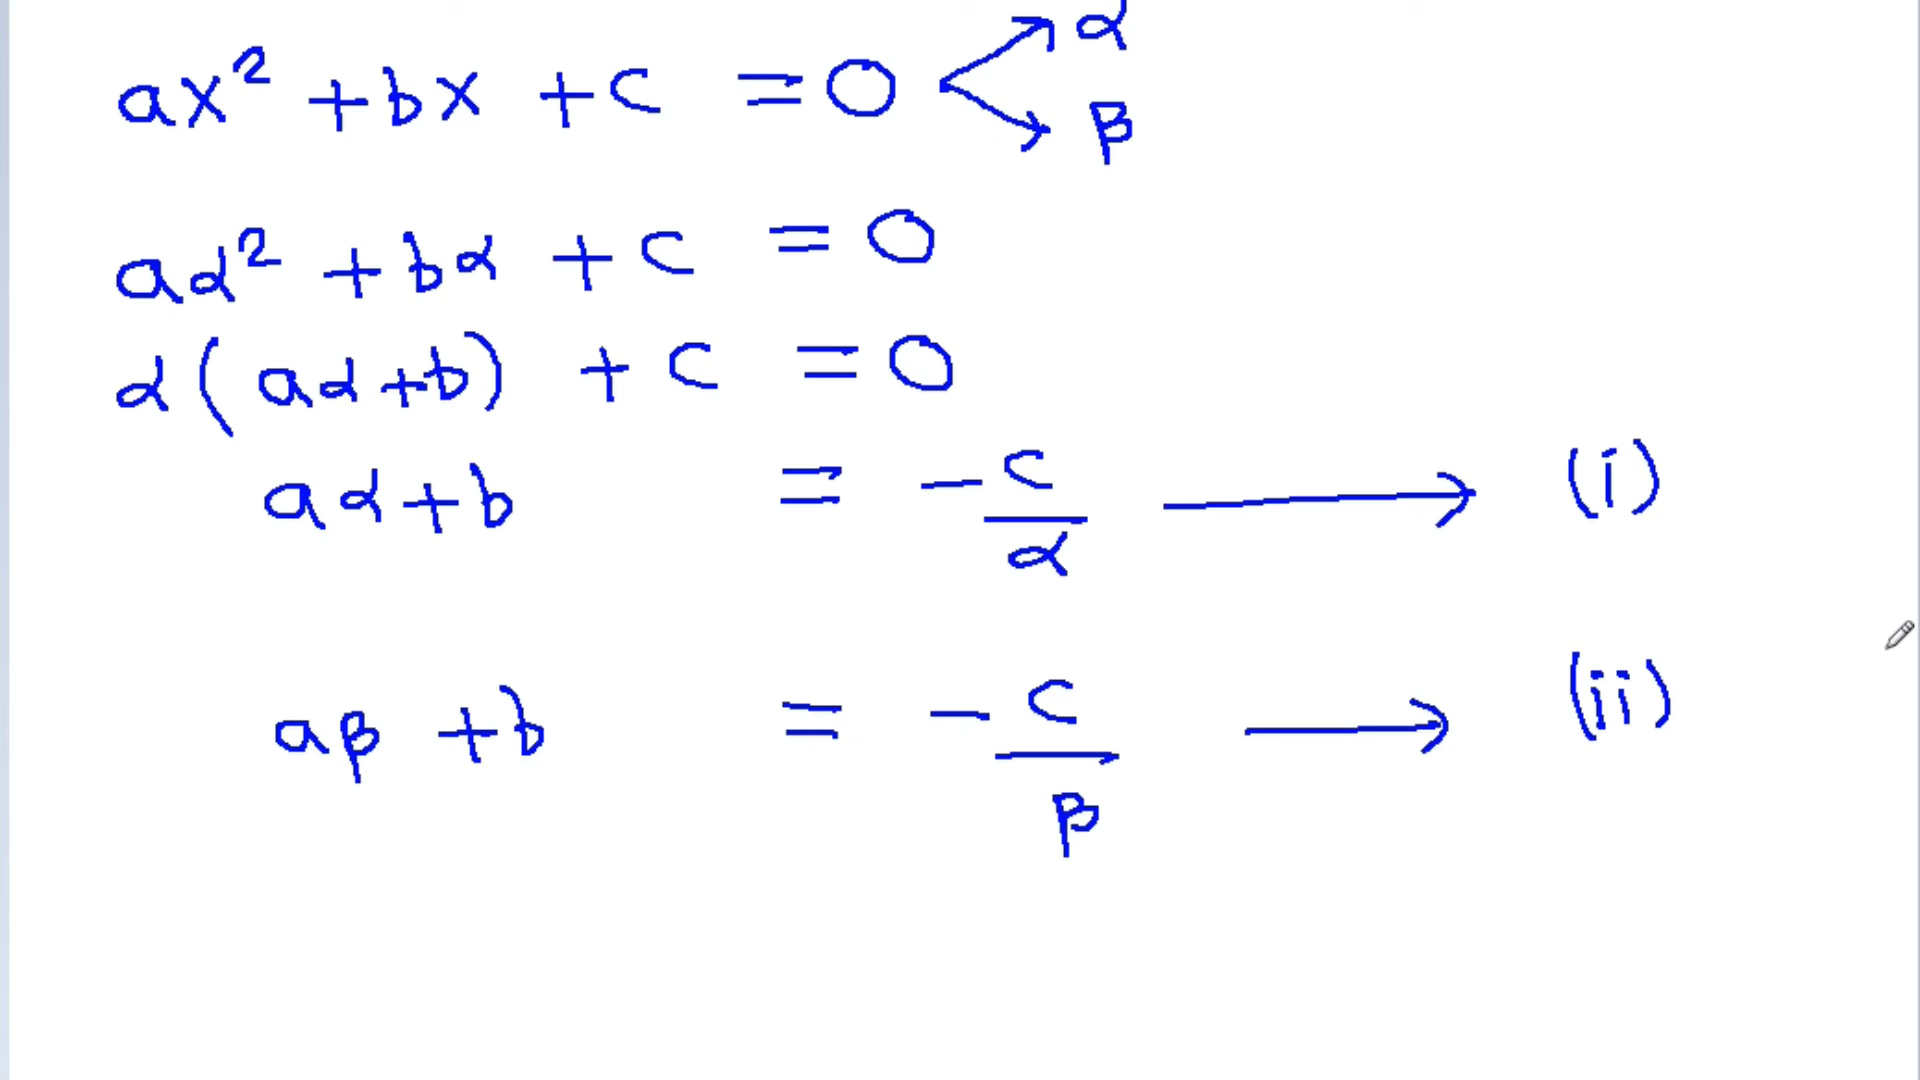 ax² + bx + c = 0 → α
→ β
aα² + bα + c = 0
α(aα+b) + c = 0
aα+b = -c/α → (i)
aβ +b = -c/β → (ii)